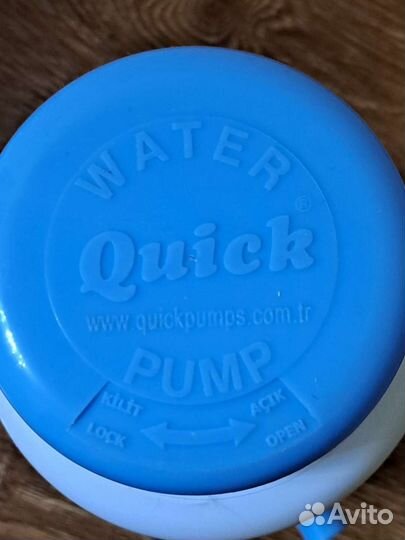 WATER
Quick®
www.quickpumps.com.tr
PUMP
KİLİT AÇIK
LOCK OPEN
Avito